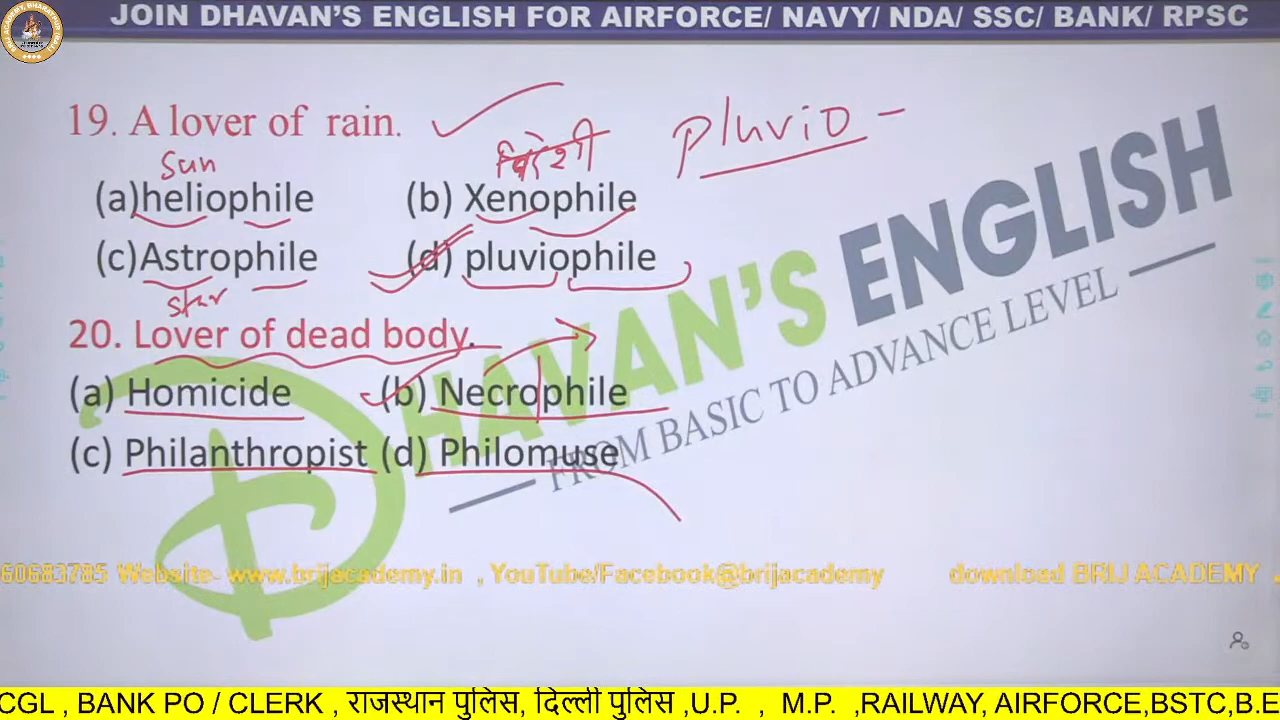 JOIN DHAVAN'S ENGLISH FOR AIRFORCE/ NAVY/ NDA/ SSC/ BANK/ RPSC
19. A lover of rain.
pluvio -
Sun
विदेशी
(a)heliophile (b) Xenophile
(c)Astrophile (d) pluviophile
star
20. Lover of dead body.
(a) Homicide (b) Necrophile
(c) Philanthropist (d) Philomuse
DHAVAN'S ENGLISH
FROM BASIC TO ADVANCE LEVEL
60683785 Website- www.brijacademy.in , YouTube/Facebook@brijacademy download BRIJ ACADEMY
CGL , BANK PO / CLERK , राजस्थान पुलिस, दिल्ली पुलिस ,U.P. , M.P. ,RAILWAY, AIRFORCE,BSTC,B.E